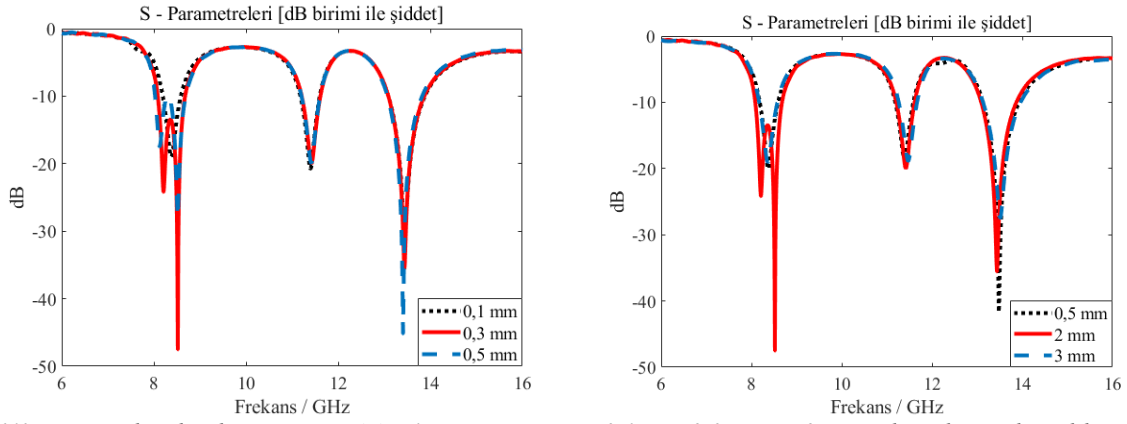 S - Parametreleri [dB birimi ile şiddet]
0
-10
-20
-30
-40
-50
dB
0,1 mm
0,3 mm
0,5 mm
6
8
10
12
14
16
Frekans / GHz
S - Parametreleri [dB birimi ile şiddet]
0
-10
-20
-30
-40
-50
dB
0,5 mm
2 mm
3 mm
6
8
10
12
14
16
Frekans / GHz